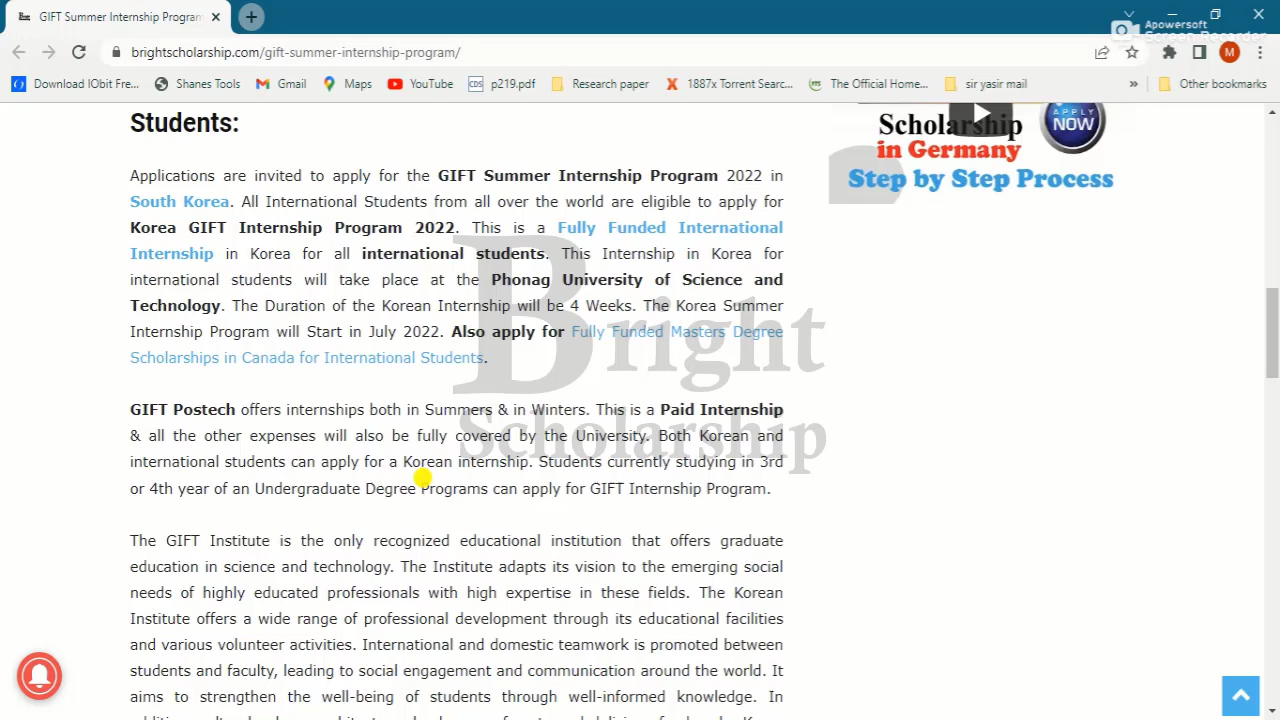 GIFT Summer Internship Program
Apowersoft
Screen Recorder
brightscholarship.com/gift-summer-internship-program/
M
Download IObit Fre...
Shanes Tools
Gmail
Maps
YouTube
CDS
p219.pdf
Research paper
1887x Torrent Searc...
The Official Home...
sir yasir mail
»
Other bookmarks
Students:
Applications are invited to apply for the GIFT Summer Internship Program 2022 in
South Korea. All International Students from all over the world are eligible to apply for
Korea GIFT Internship Program 2022. This is a Fully Funded International
Internship in Korea for all international students. This Internship in Korea for
international students will take place at the Phonag University of Science and
Technology. The Duration of the Korean Internship will be 4 Weeks. The Korea Summer
Internship Program will Start in July 2022. Also apply for Fully Funded Masters Degree
Scholarships in Canada for International Students.
GIFT Postech offers internships both in Summers & in Winters. This is a Paid Internship
& all the other expenses will also be fully covered by the University. Both Korean and
international students can apply for a Korean internship. Students currently studying in 3rd
or 4th year of an Undergraduate Degree Programs can apply for GIFT Internship Program.
The GIFT Institute is the only recognized educational institution that offers graduate
education in science and technology. The Institute adapts its vision to the emerging social
needs of highly educated professionals with high expertise in these fields. The Korean
Institute offers a wide range of professional development through its educational facilities
and various volunteer activities. International and domestic teamwork is promoted between
students and faculty, leading to social engagement and communication around the world. It
aims to strengthen the well-being of students through well-informed knowledge. In
Bright
Scholarship
APPLY
NOW
Scholarship
in Germany
Step by Step Process